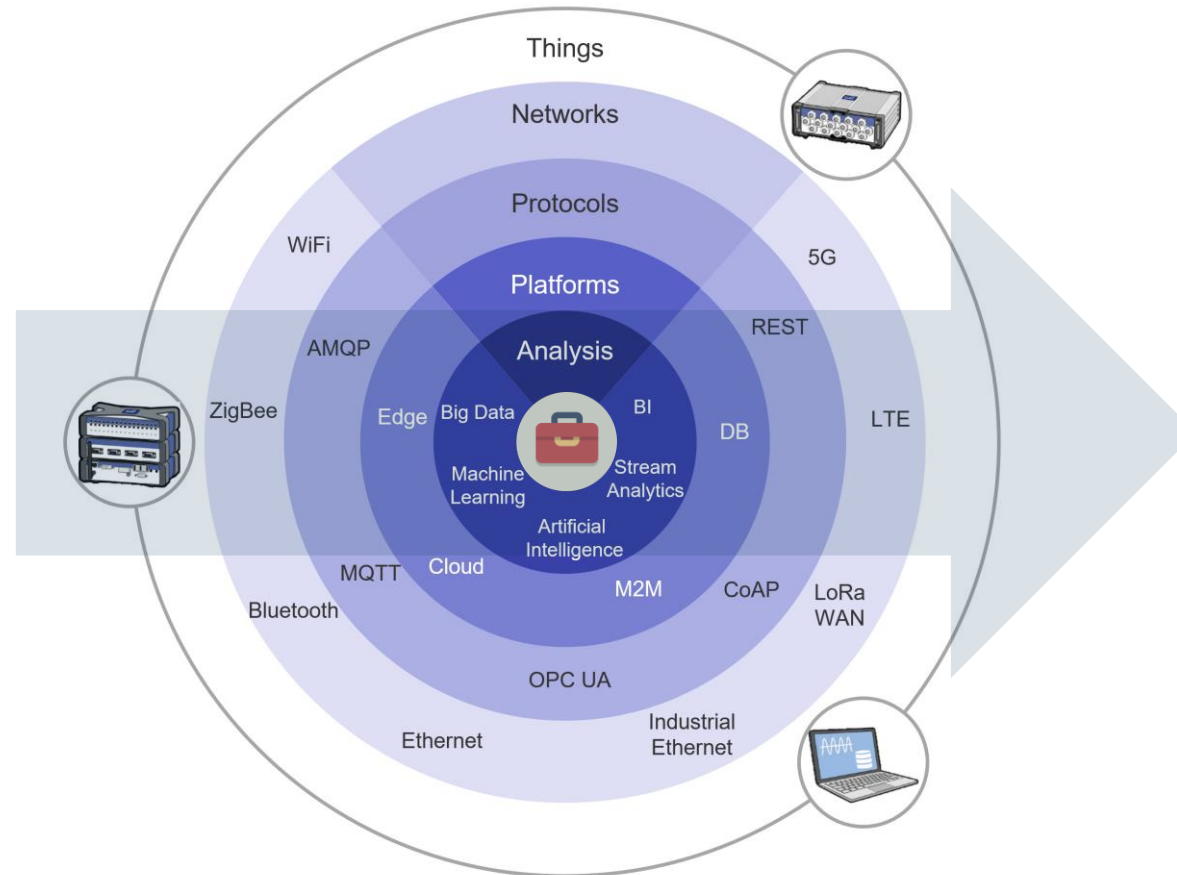 Things
Networks
Protocols
WiFi
5G
Platforms
REST
AMQP
Analysis
ZigBee
Edge
Big Data
BI
DB
LTE
Machine
Learning
Stream
Analytics
Artificial
Intelligence
MQTT
Cloud
M2M
CoAP
LoRa
WAN
Bluetooth
OPC UA
Ethernet
Industrial
Ethernet